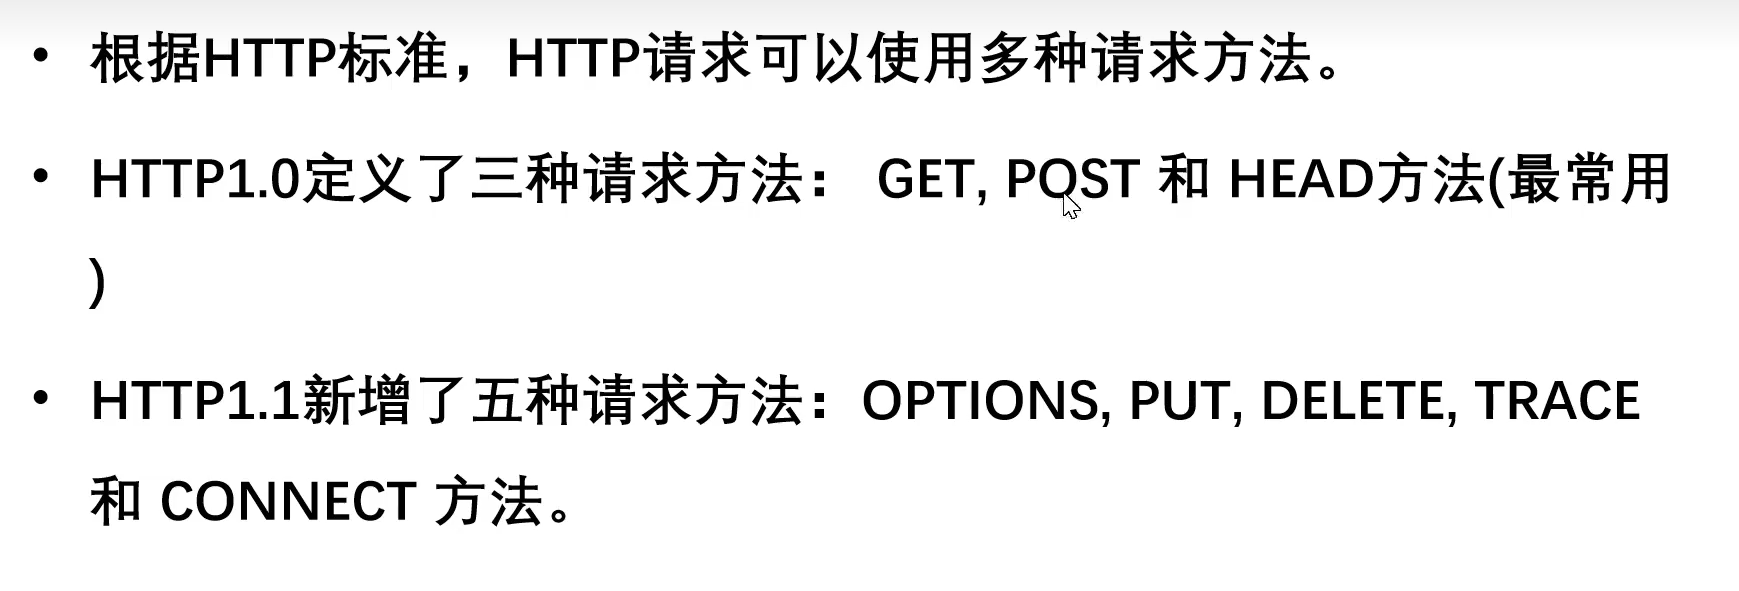 • 根据HTTP标准，HTTP请求可以使用多种请求方法。
• HTTP1.0定义了三种请求方法： GET, POST 和 HEAD方法(最常用
)
• HTTP1.1新增了五种请求方法：OPTIONS, PUT, DELETE, TRACE
和 CONNECT 方法。